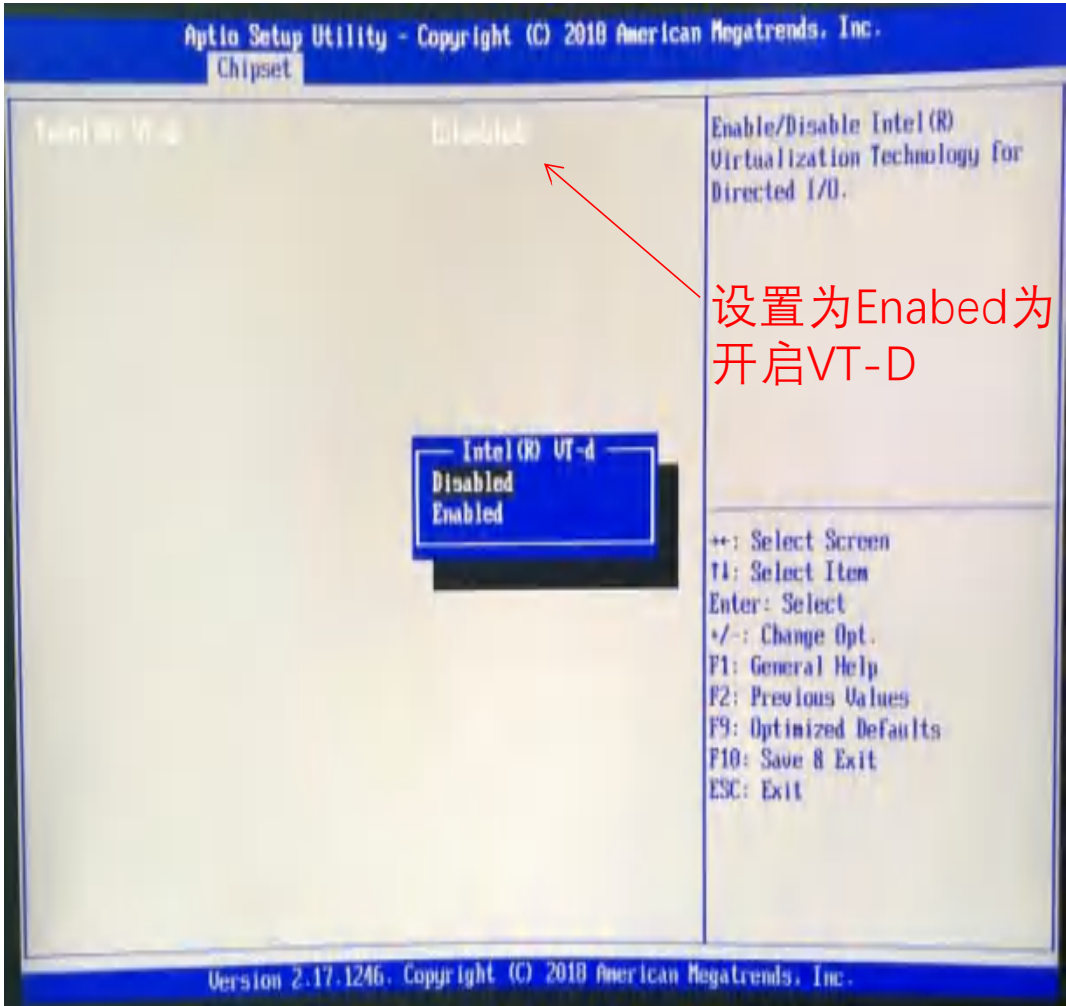 Aptio Setup Utility - Copyright (C) 2018 American Megatrends, Inc.
Chipset
Intel(R) VT-d
Disabled
Enable/Disable Intel(R)
Virtualization Technology for
Directed I/O.
设置为Enabed为
开启VT-D
Intel(R) VT-d
Disabled
Enabled
→←: Select Screen
↑↓: Select Item
Enter: Select
+/-: Change Opt.
F1: General Help
F2: Previous Values
F9: Optimized Defaults
F10: Save & Exit
ESC: Exit
Version 2.17.1246. Copyright (C) 2018 American Megatrends, Inc.